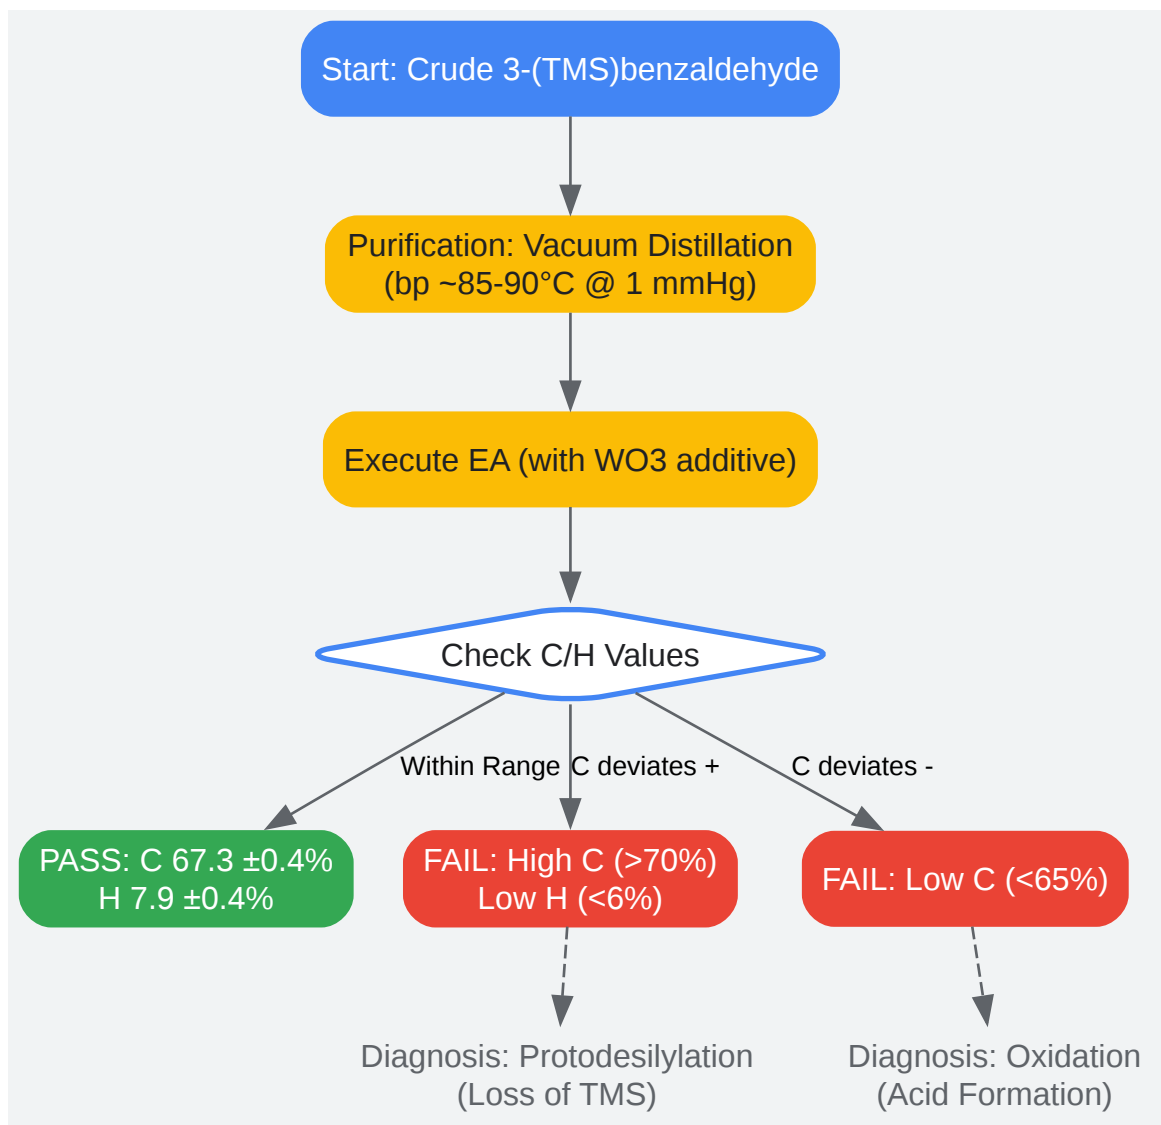 Start: Crude 3-(TMS)benzaldehyde
Purification: Vacuum Distillation
(bp ~85-90°C @ 1 mmHg)
Execute EA (with WO3 additive)
Check C/H Values
Within Range
C deviates +
C deviates -
PASS: C 67.3 ±0.4%
H 7.9 ±0.4%
FAIL: High C (>70%)
Low H (<6%)
FAIL: Low C (<65%)
Diagnosis: Protodesilylation
(Loss of TMS)
Diagnosis: Oxidation
(Acid Formation)